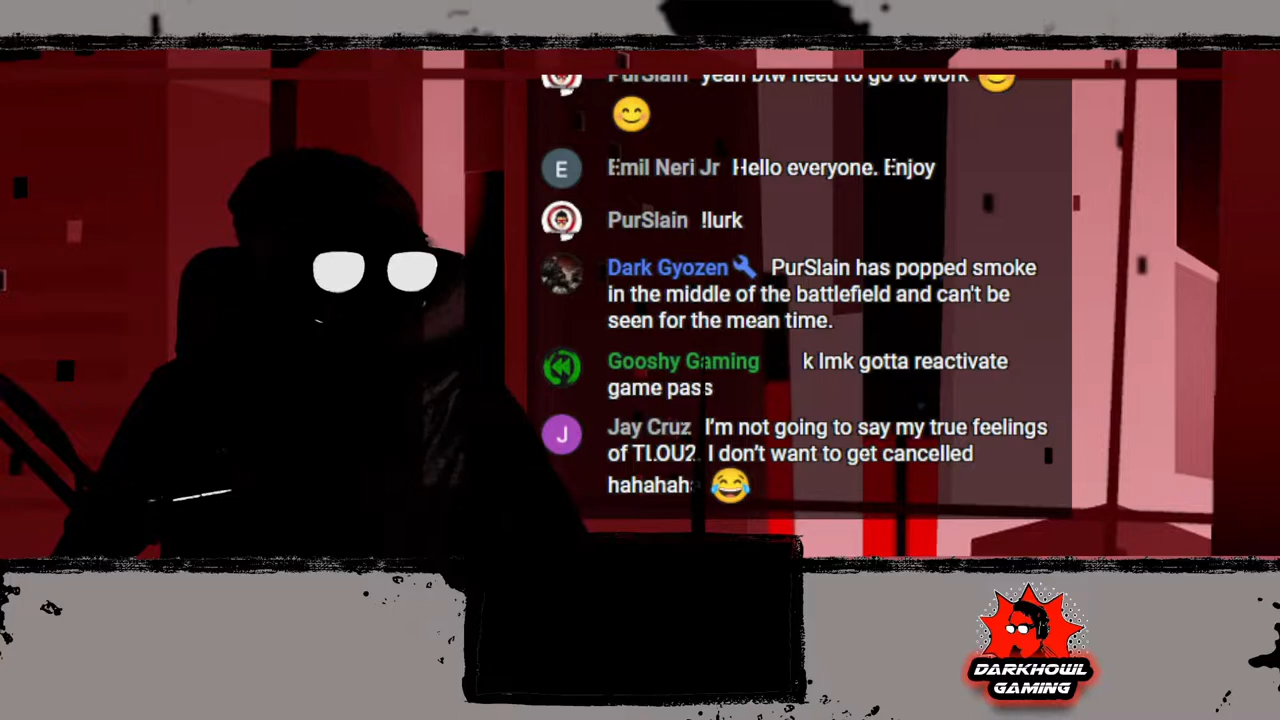 PurSlain yeah btw need to go to work 😊
😊
E Emil Neri Jr Hello everyone. Enjoy
PurSlain !lurk
Dark Gyozen PurSlain has popped smoke
in the middle of the battlefield and can't be
seen for the mean time.
Gooshy Gaming k lmk gotta reactivate
game pass
J Jay Cruz I'm not going to say my true feelings
of TLOU2. I don't want to get cancelled
hahahaha 😂
DARKHOWL
GAMING